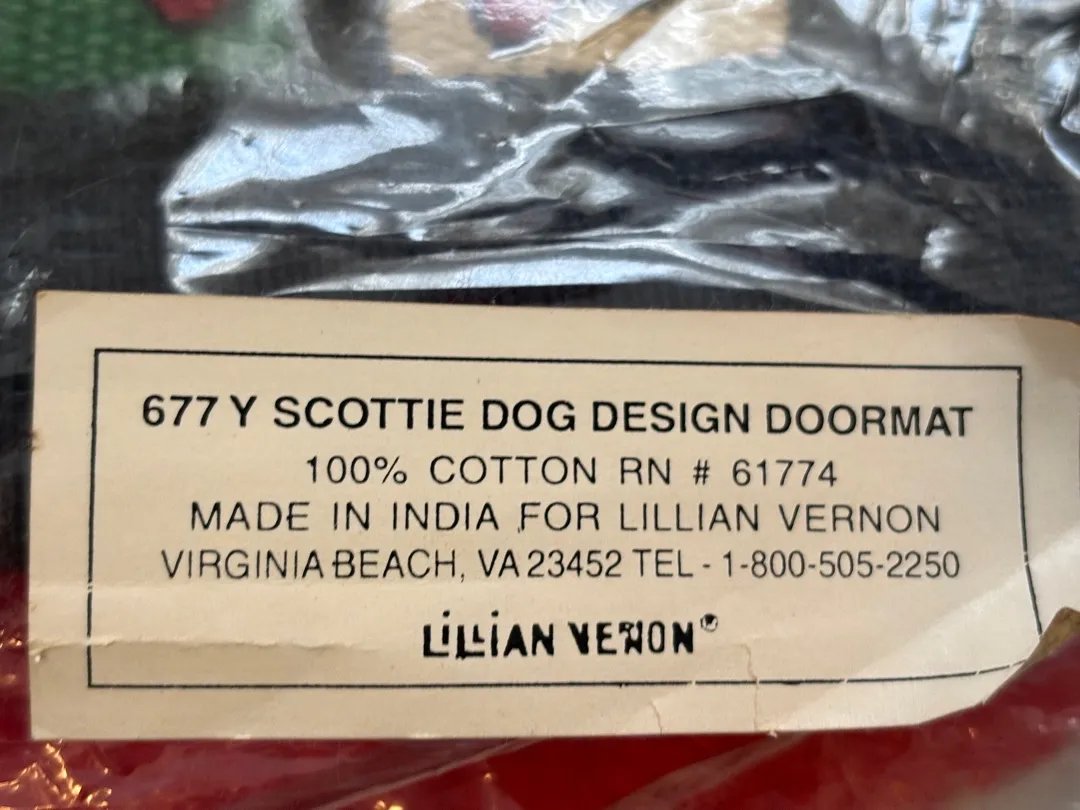 677 Y SCOTTIE DOG DESIGN DOORMAT
100% COTTON RN # 61774
MADE IN INDIA FOR LILLIAN VERNON
VIRGINIA BEACH, VA 23452 TEL - 1-800-505-2250
LILLIAN VERNON®